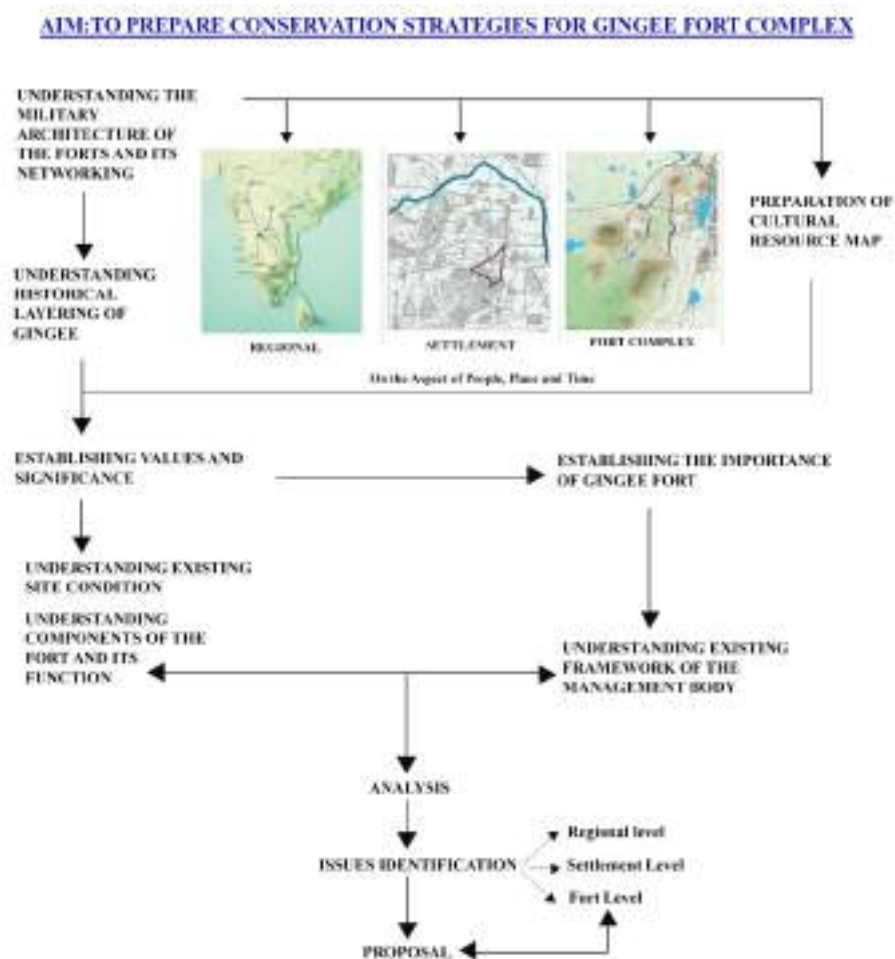 AIM:TO PREPARE CONSERVATION STRATEGIES FOR GINGEE FORT COMPLEX
UNDERSTANDING THE
MILITARY
ARCHITECTURE OF
THE FORTS AND ITS
NETWORKING
PREPARATION OF
CULTURAL
RESOURCE MAP
UNDERSTANDING
HISTORICAL
LAYERING OF
GINGEE
REGIONAL
SETTLEMENT
FORT COMPLEX
On the Aspect of People, Place and Time
ESTABLISHING VALUES AND
SIGNIFICANCE
ESTABLISHING THE IMPORTANCE
OF GINGEE FORT
UNDERSTANDING EXISTING
SITE CONDITION
UNDERSTANDING
COMPONENTS OF THE
FORT AND ITS
FUNCTION
UNDERSTANDING EXISTING
FRAMEWORK OF THE
MANAGEMENT BODY
ANALYSIS
ISSUES IDENTIFICATION
Regional level
Settlement Level
Fort Level
PROPOSAL